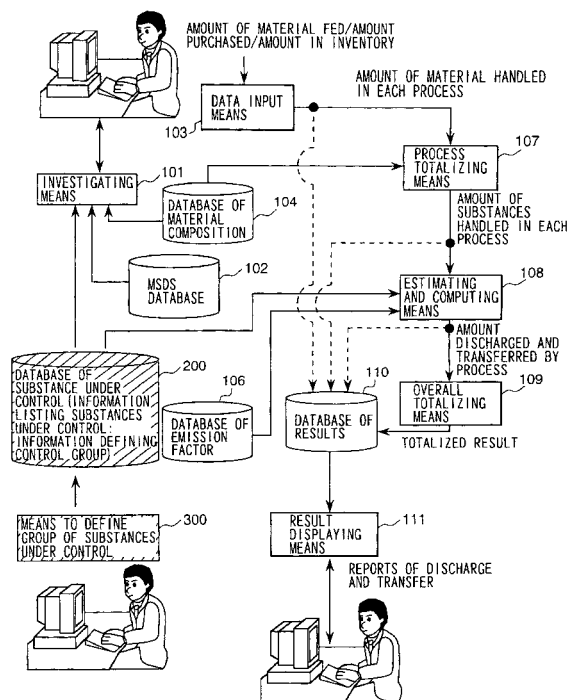 AMOUNT OF MATERIAL FED/AMOUNT
PURCHASED/AMOUNT IN INVENTORY
AMOUNT OF MATERIAL HANDLED
IN EACH PROCESS
DATA INPUT
MEANS
103
107
PROCESS
TOTALIZING
MEANS
101
INVESTIGATING
MEANS
DATABASE OF
MATERIAL
COMPOSITION
104
AMOUNT OF
SUBSTANCES
HANDLED IN EACH
PROCESS
102
MSDS
DATABASE
108
ESTIMATING
AND COMPUTING
MEANS
AMOUNT
DISCHARGED AND
TRANSFERRED BY
PROCESS
200
DATABASE OF
SUBSTANCE UNDER
CONTROL (INFORMATION
LISTING SUBSTANCES
UNDER CONTROL:
INFORMATION DEFINING
CONTROL GROUP)
106
DATABASE OF
EMISSION
FACTOR
110
DATABASE OF
RESULTS
109
OVERALL
TOTALIZING
MEANS
TOTALIZED RESULT
300
MEANS TO DEFINE
GROUP OF SUBSTANCES
UNDER CONTROL
111
RESULT
DISPLAYING
MEANS
REPORTS OF DISCHARGE
AND TRANSFER